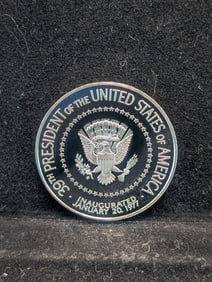 39TH PRESIDENT OF THE UNITED STATES OF AMERICA
INAUGURATED
JANUARY 20, 1977